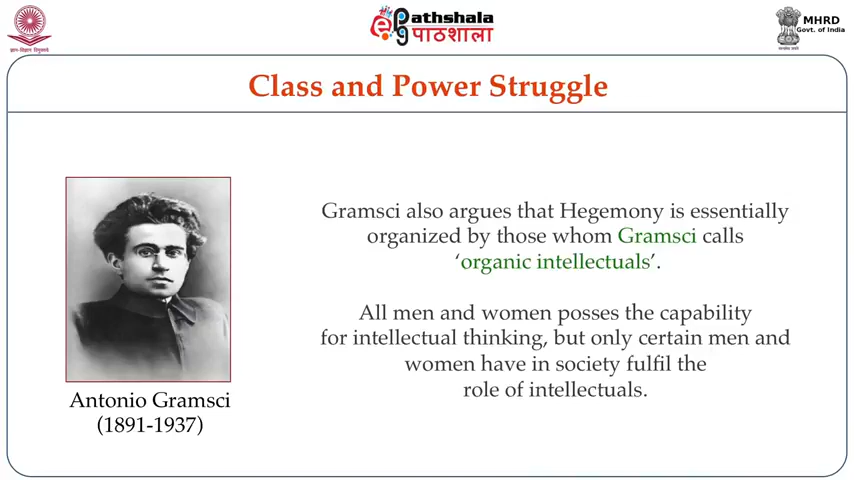 ePathshala
पाठशाला
MHRD
Govt. of India
Class and Power Struggle
Gramsci also argues that Hegemony is essentially
organized by those whom Gramsci calls
‘organic intellectuals’.
All men and women posses the capability
for intellectual thinking, but only certain men and
women have in society fulfil the
role of intellectuals.
Antonio Gramsci
(1891-1937)